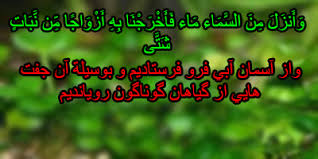 وَأَنزَلَ مِنَ السَّمَاءِ مَاء فَأَخْرَجْنَا بِهِ أَزْوَاجًا مِّن نَّبَاتٍ
شَتَّى
واز آسمان آبي فرو فرستاديم و بوسيلة آن جفت
هايي از گياهان گوناگون رويانديم